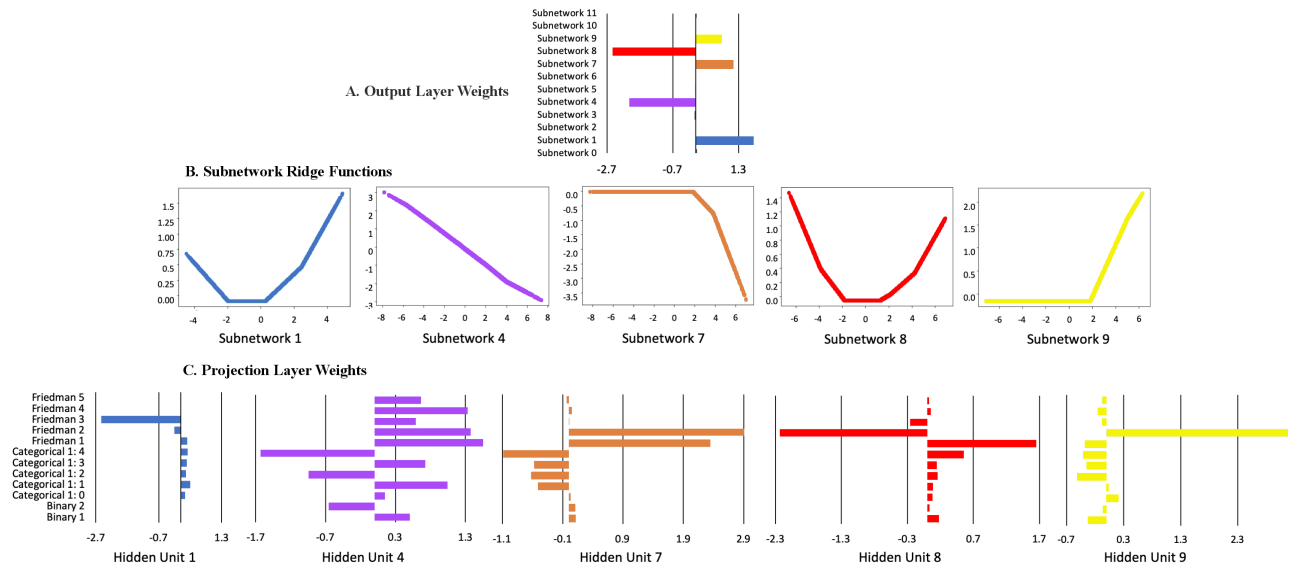 Subnetwork 11
Subnetwork 10
Subnetwork 9
Subnetwork 8
Subnetwork 7
Subnetwork 6
Subnetwork 5
Subnetwork 4
Subnetwork 3
Subnetwork 2
Subnetwork 1
Subnetwork 0
A. Output Layer Weights
-2.7 -0.7 1.3
B. Subnetwork Ridge Functions
1.5
1.0
0.75
0.5
0.25
0.00
-4 -2 0 2 4
Subnetwork 1
3
2
1
0
-1
-2
-3
-8 -6 -4 -2 0 2 4 6 8
Subnetwork 4
0.0
-0.5
-1.0
-1.5
-2.0
-2.5
-3.0
-3.5
-8 -6 -4 -2 0 2 4 6
Subnetwork 7
1.4
1.2
1.0
0.8
0.6
0.4
0.2
0.0
-6 -4 -2 0 2 4 6
Subnetwork 8
2.0
1.5
1.0
0.5
0.0
-6 -4 -2 0 2 4 6
Subnetwork 9
C. Projection Layer Weights
Friedman 5
Friedman 4
Friedman 3
Friedman 2
Friedman 1
Categorical 1: 4
Categorical 1: 3
Categorical 1: 2
Categorical 1: 1
Categorical 1: 0
Binary 2
Binary 1
-2.7 -0.7 1.3
Hidden Unit 1
-1.7 -0.7 0.3 1.3
Hidden Unit 4
-1.1 -0.1 0.9 1.9 2.9
Hidden Unit 7
-2.3 -1.3 -0.3 0.7 1.7
Hidden Unit 8
-0.7 0.3 1.3 2.3
Hidden Unit 9